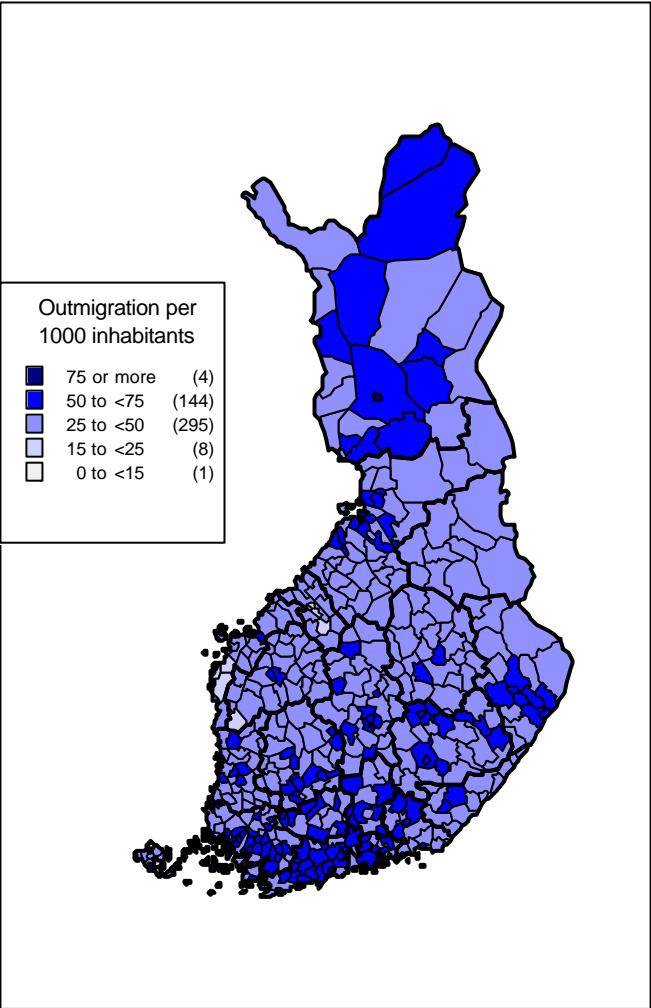 Outmigration per
1000 inhabitants
75 or more (4)
50 to <75 (144)
25 to <50 (295)
15 to <25 (8)
0 to <15 (1)